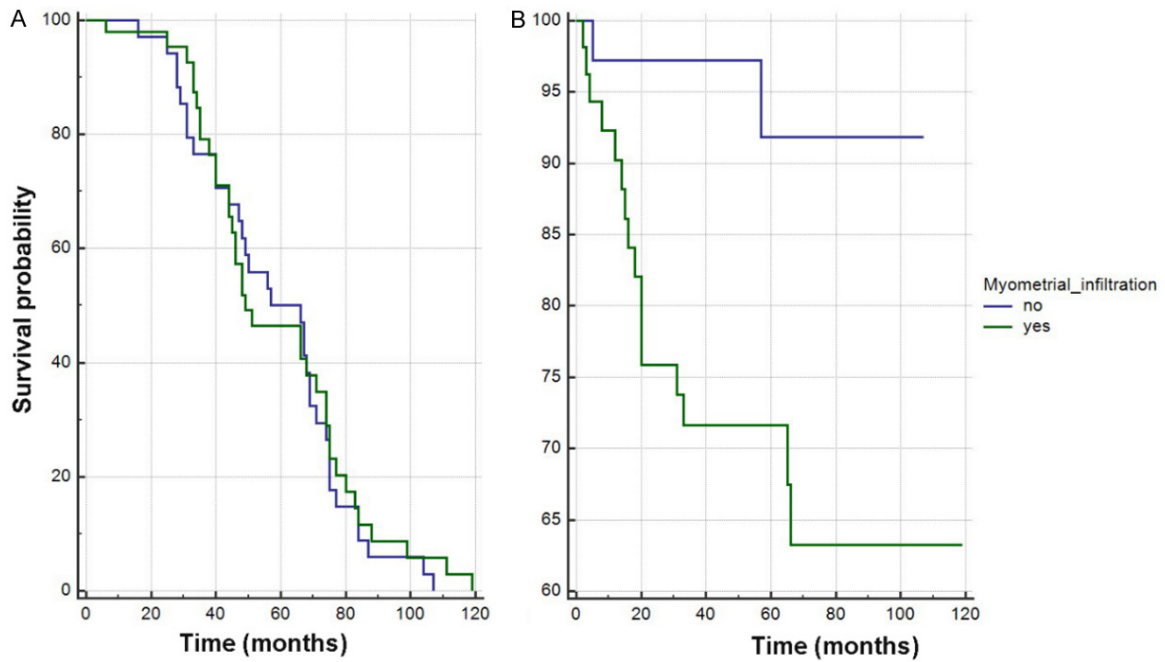 A
Survival probability
100
80
60
40
20
0
0 20 40 60 80 100 120
Time (months)
B
100
95
90
85
80
75
70
65
60
0 20 40 60 80 100 120
Time (months)
Myometrial_infiltration
no
yes